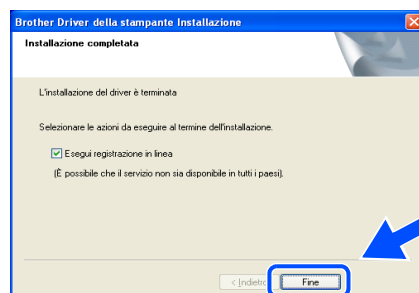 Brother Driver della stampante Installazione
Installazione completata
L'installazione del driver è terminata
Selezionare le azioni da eseguire al termine dell'installazione.
Esegui registrazione in linea
(È possibile che il servizio non sia disponibile in tutti i paesi).
< Indietro Fine